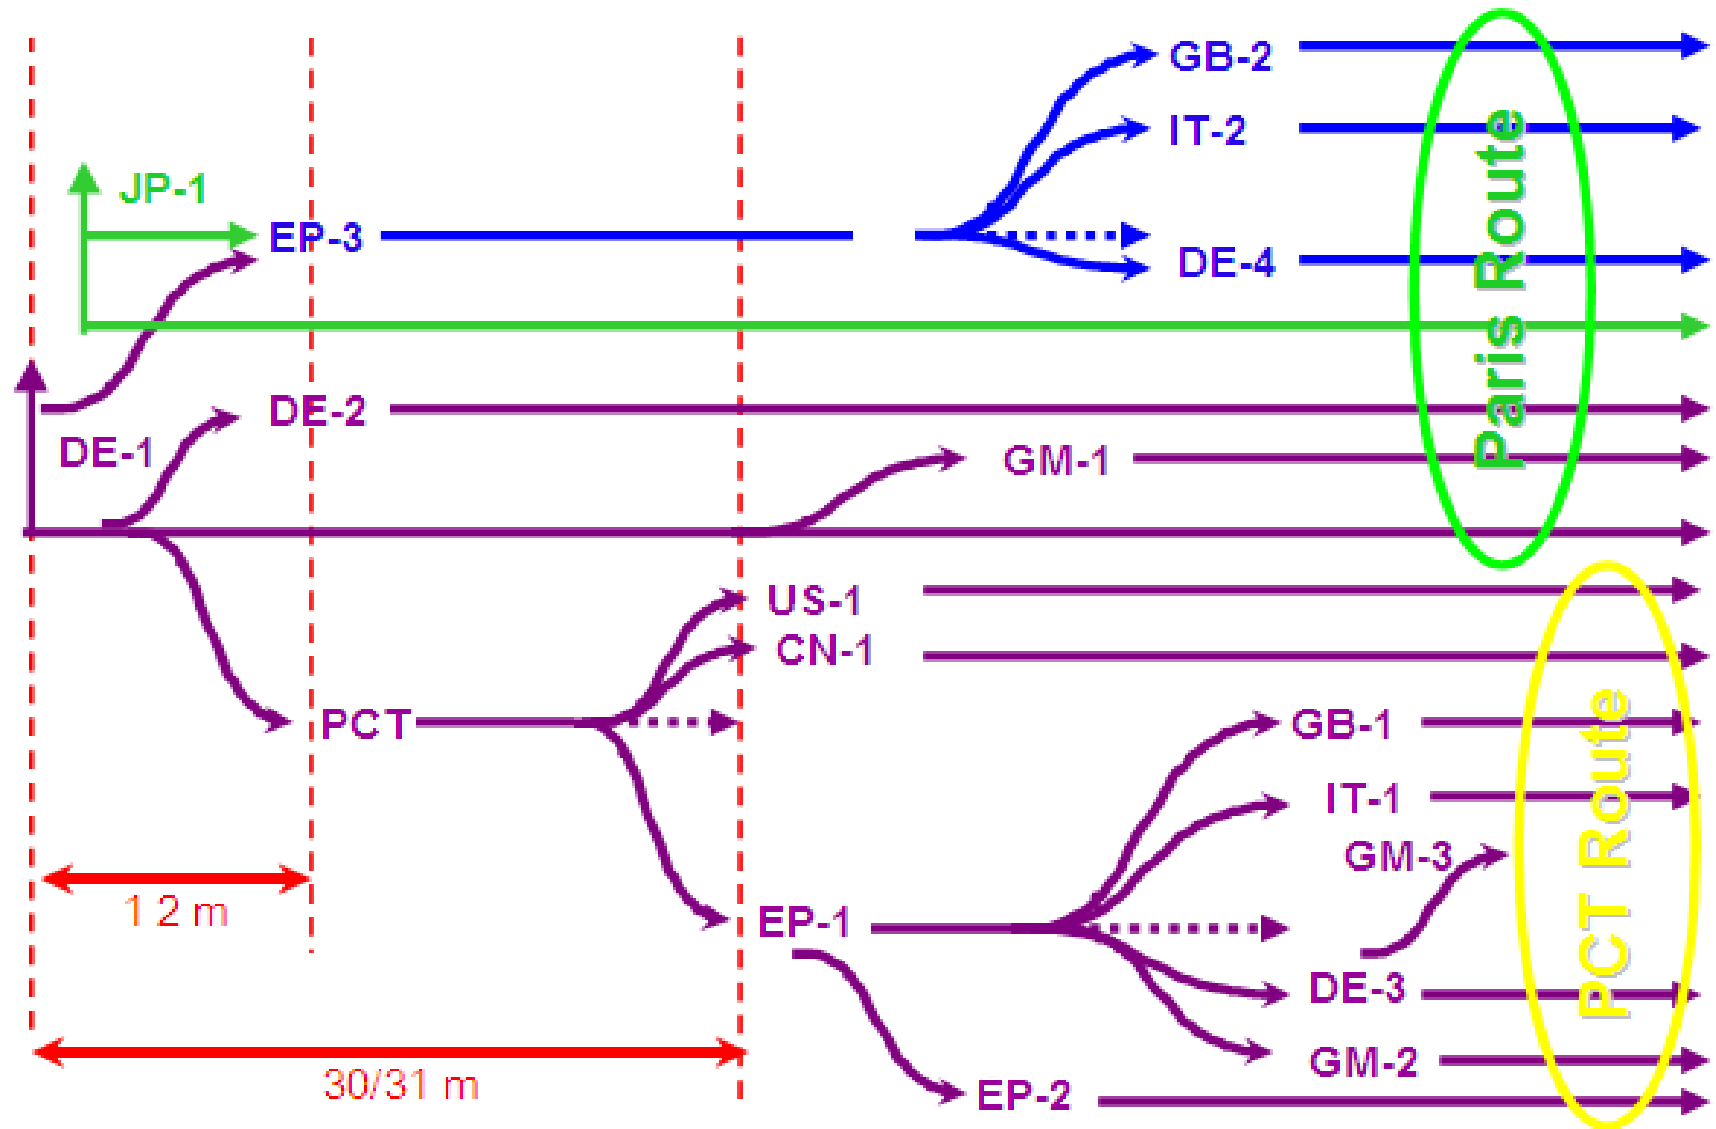 GB-2
IT-2
JP-1
EP-3
DE-4
Paris Route
DE-2
DE-1
GM-1
US-1
CN-1
PCT
GB-1
IT-1
GM-3
PCT Route
12 m
EP-1
DE-3
GM-2
30/31 m
EP-2